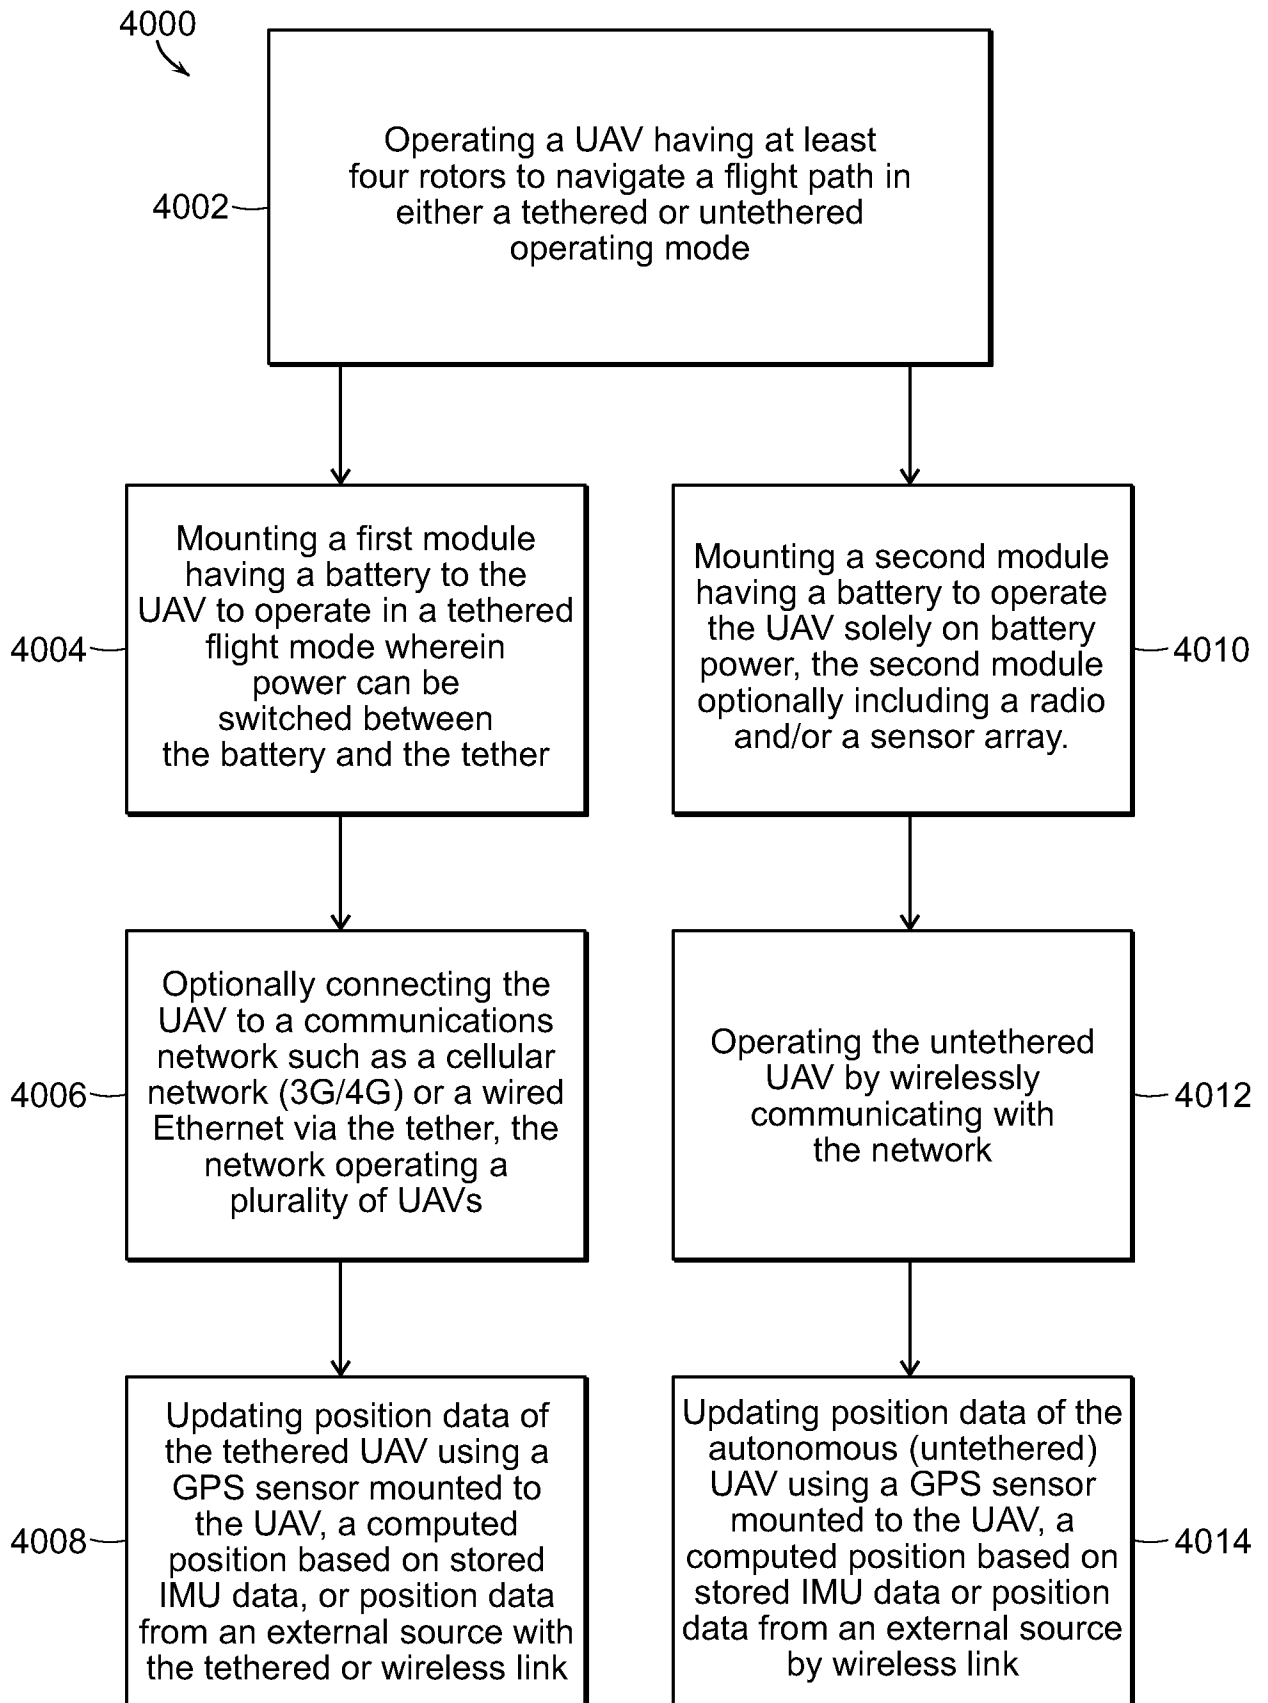 4000
Operating a UAV having at least
four rotors to navigate a flight path in
either a tethered or untethered
operating mode
4002
Mounting a first module
having a battery to the
UAV to operate in a tethered
flight mode wherein
power can be
switched between
the battery and the tether
4004
Mounting a second module
having a battery to operate
the UAV solely on battery
power, the second module
optionally including a radio
and/or a sensor array.
4010
Optionally connecting the
UAV to a communications
network such as a cellular
network (3G/4G) or a wired
Ethernet via the tether, the
network operating a
plurality of UAVs
4006
Operating the untethered
UAV by wirelessly
communicating with
the network
4012
Updating position data of
the tethered UAV using a
GPS sensor mounted to
the UAV, a computed
position based on stored
IMU data, or position data
from an external source with
the tethered or wireless link
4008
Updating position data of the
autonomous (untethered)
UAV using a GPS sensor
mounted to the UAV, a
computed position based on
stored IMU data or position
data from an external source
by wireless link
4014